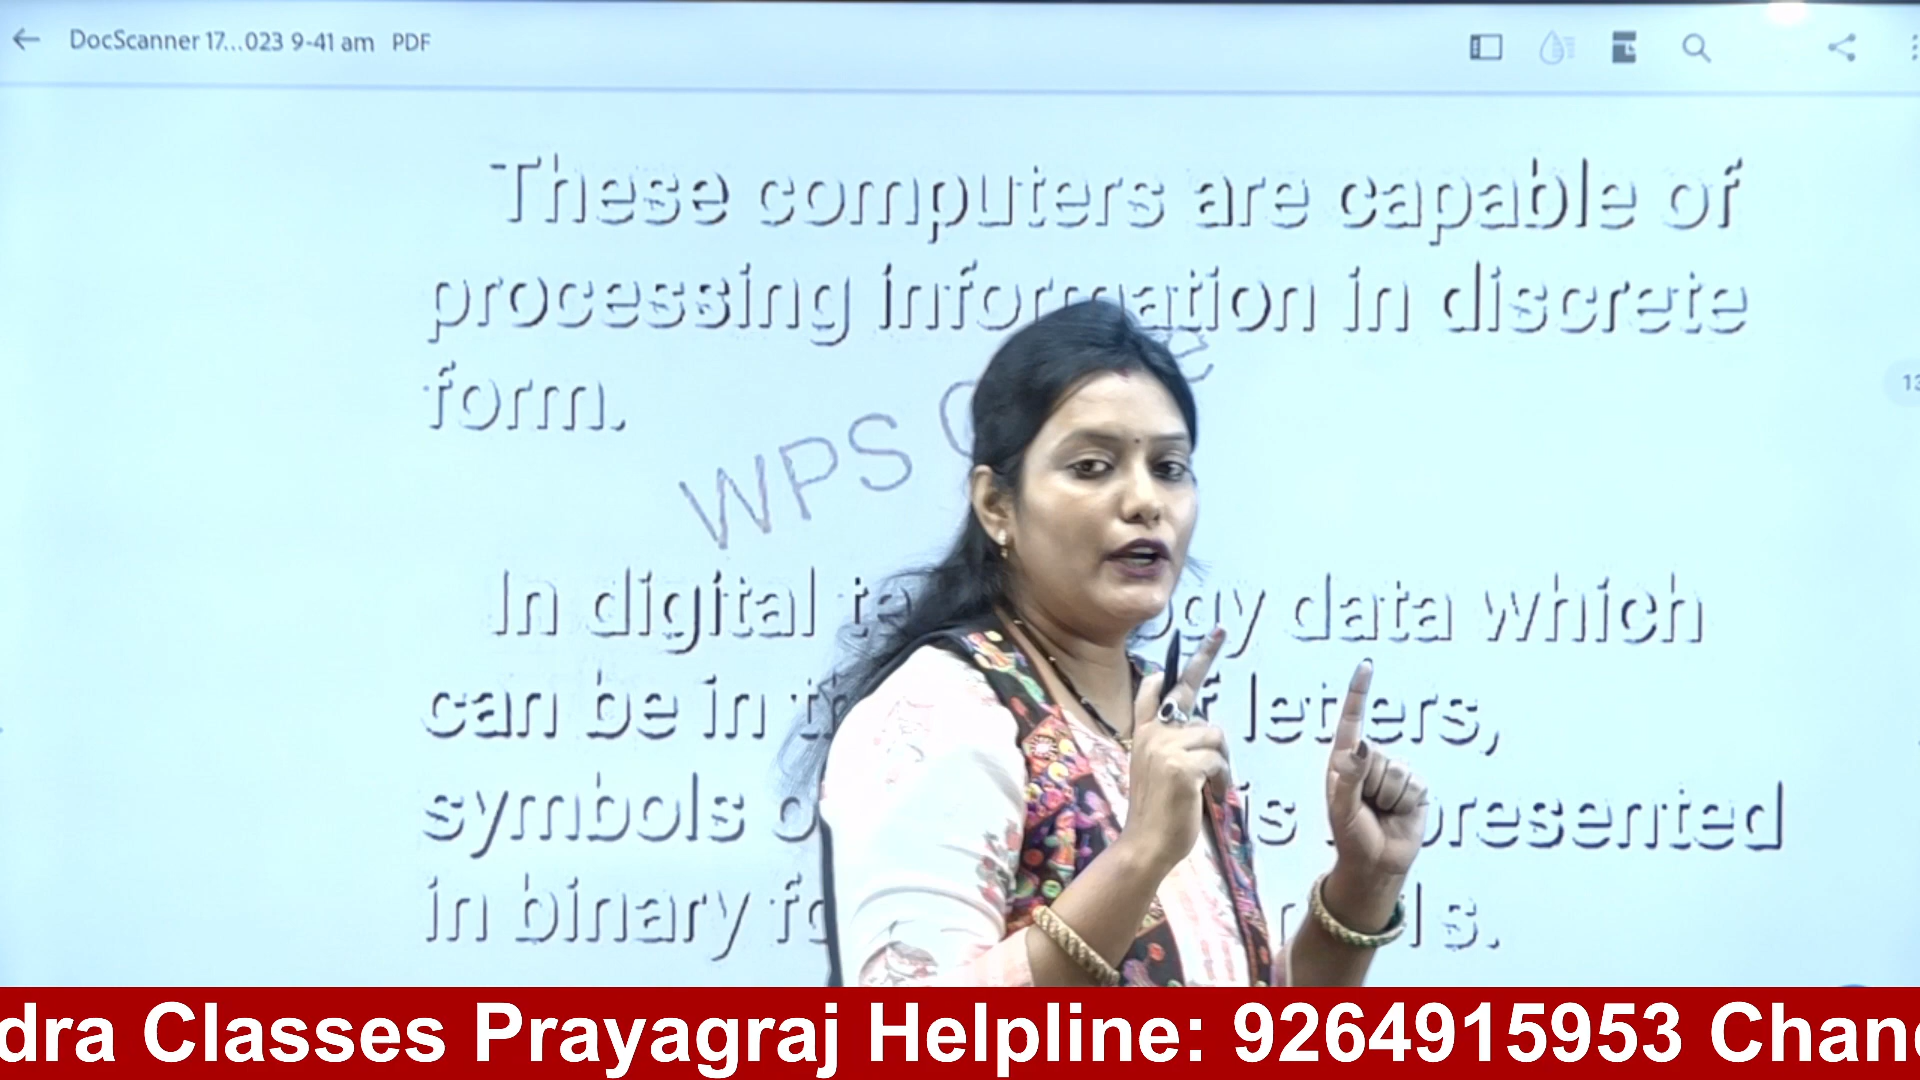 DocScanner 17...023 9-41 am PDF
These computers are capable of
processing information in discrete
form.
WPS
In digital data which
can be in letters,
symbols is
in binary
dra Classes Prayagraj Helpline: 9264915953 Chan